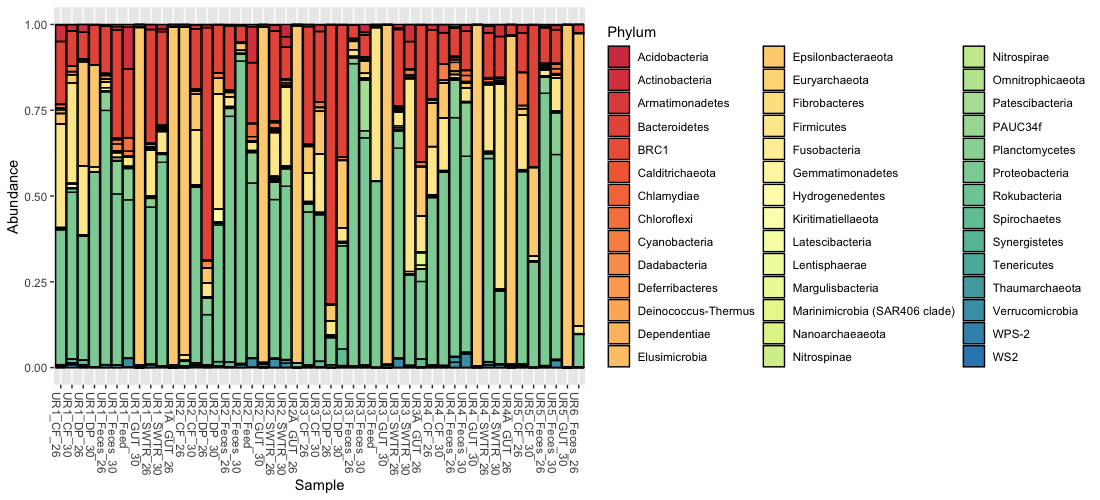 Abundance
1.00
0.75
0.50
0.25
0.00
UR1_CF_26
UR1_CF_30
UR1_DP_26
UR1_DP_30
UR1_Feces_26
UR1_Feces_30
UR1_Feed
UR1_GUT_30
UR1_SWTR_26
UR1_SWTR_30
UR1A_GUT_26
UR2_CF_26
UR2_CF_30
UR2_DP_26
UR2_DP_30
UR2_Feces_26
UR2_Feces_30
UR2_Feed
UR2_GUT_30
UR2_SWTR_26
UR2_SWTR_30
UR2A_GUT_26
UR3_CF_26
UR3_CF_30
UR3_DP_26
UR3_DP_30
UR3_Feces_26
UR3_Feces_30
UR3_Feed
UR3_GUT_30
UR3_SWTR_26
UR3_SWTR_30
UR3A_GUT_26
UR4_CF_26
UR4_CF_30
UR4_Feces_26
UR4_Feces_30
UR4_GUT_30
UR4_SWTR_26
UR4_SWTR_30
UR4A_GUT_26
UR5_CF_26
UR5_CF_30
UR5_Feces_26
UR5_Feces_30
UR5_GUT_30
UR6_Feces_26
Sample
Phylum
Acidobacteria
Actinobacteria
Armatimonadetes
Bacteroidetes
BRC1
Calditrichaeota
Chlamydiae
Chloroflexi
Cyanobacteria
Dadabacteria
Deferribacteres
Deinococcus-Thermus
Dependentiae
Elusimicrobia
Epsilonbacteraeota
Euryarchaeota
Fibrobacteres
Firmicutes
Fusobacteria
Gemmatimonadetes
Hydrogenedentes
Kiritimatiellaeota
Latescibacteria
Lentisphaerae
Margulisbacteria
Marinimicrobia (SAR406 clade)
Nanoarchaeaeota
Nitrospinae
Nitrospirae
Omnitrophicaeota
Patescibacteria
PAUC34f
Planctomycetes
Proteobacteria
Rokubacteria
Spirochaetes
Synergistetes
Tenericutes
Thaumarchaeota
Verrucomicrobia
WPS-2
WS2